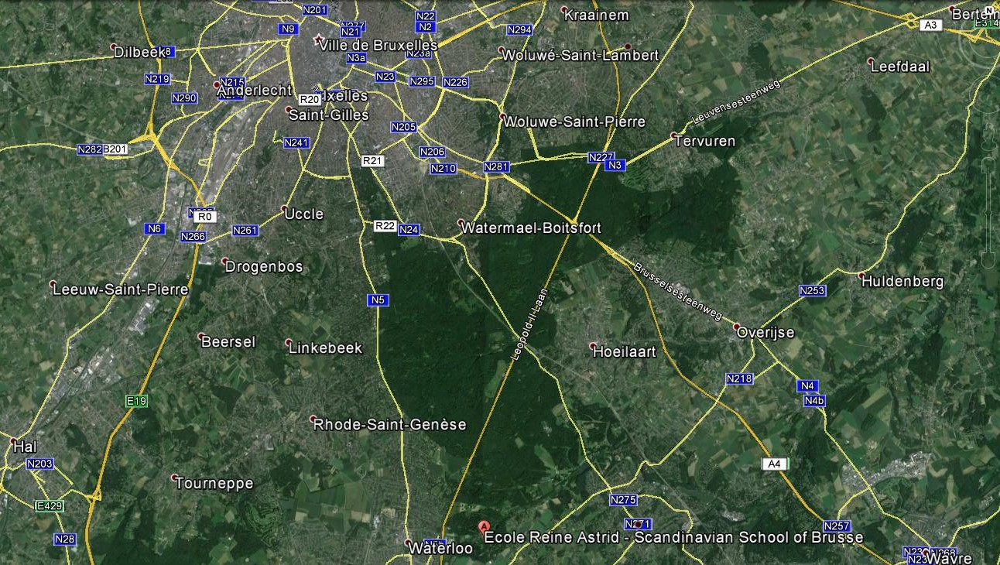 N201
N22
Kraainem
Bertem
N
N9
N277
N21
N2
N294
A3
E314
Ville de Bruxelles
Dilbeek
N8
N3a
N23a
Woluwé-Saint-Lambert
Leefdaal
N219
N215
N23
N295
N226
Anderlecht
N290
R20
Ixelles
Leuvensesteenweg
Saint-Gilles
N205
Woluwe-Saint-Pierre
N282
B201
N241
Tervuren
N206
R21
N210
N281
N227
N3
R0
Uccle
N6
N266
N261
R22
N24
Watermael-Boitsfort
Drogenbos
Brusselsesteenweg
Huldenberg
Leeuw-Saint-Pierre
N5
N253
Leopold-II-Laan
Beersel
Linkebeek
Hoeilaart
Overijse
N218
N4
N4b
E19
Rhode-Saint-Genèse
Hal
N203
A4
Tourneppe
E429
N275
N28
A
N271
N257
Ecole Reine Astrid - Scandinavian School of Brusse
Waterloo
N268
Wavre